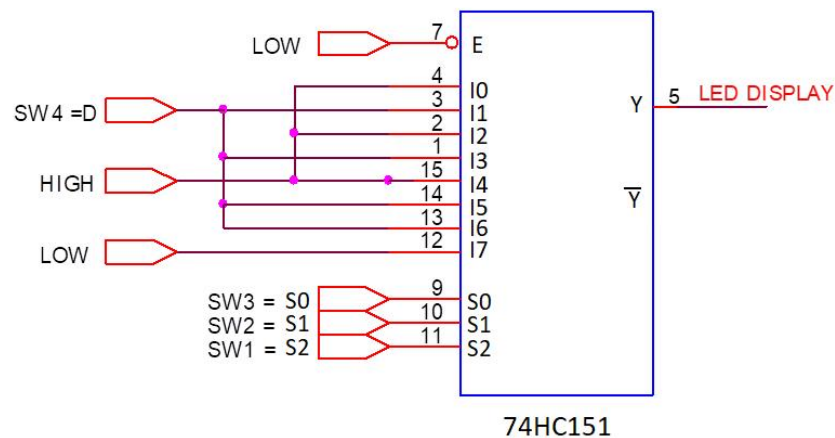 LOW 7 E
4 I0
SW4 =D 3 I1 Y 5 LED DISPLAY
2 I2
1 I3
HIGH 15 I4
14 I5 Y
13 I6
LOW 12 I7
SW3 = S0 9 S0
SW2 = S1 10 S1
SW1 = S2 11 S2
74HC151